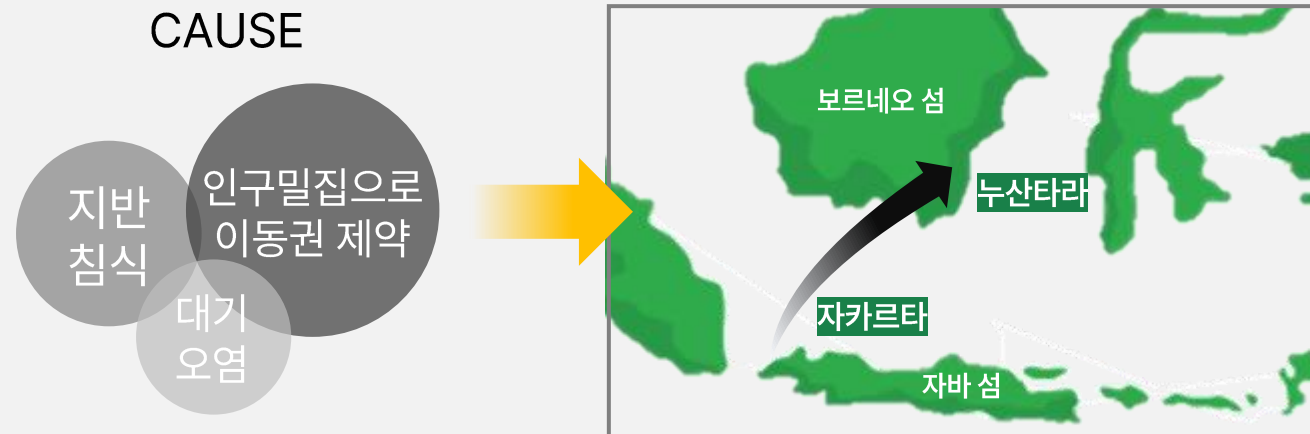 CAUSE
지반
침식
인구밀집으로
이동권 제약
대기
오염
보르네오 섬
누산타라
자카르타
자바 섬